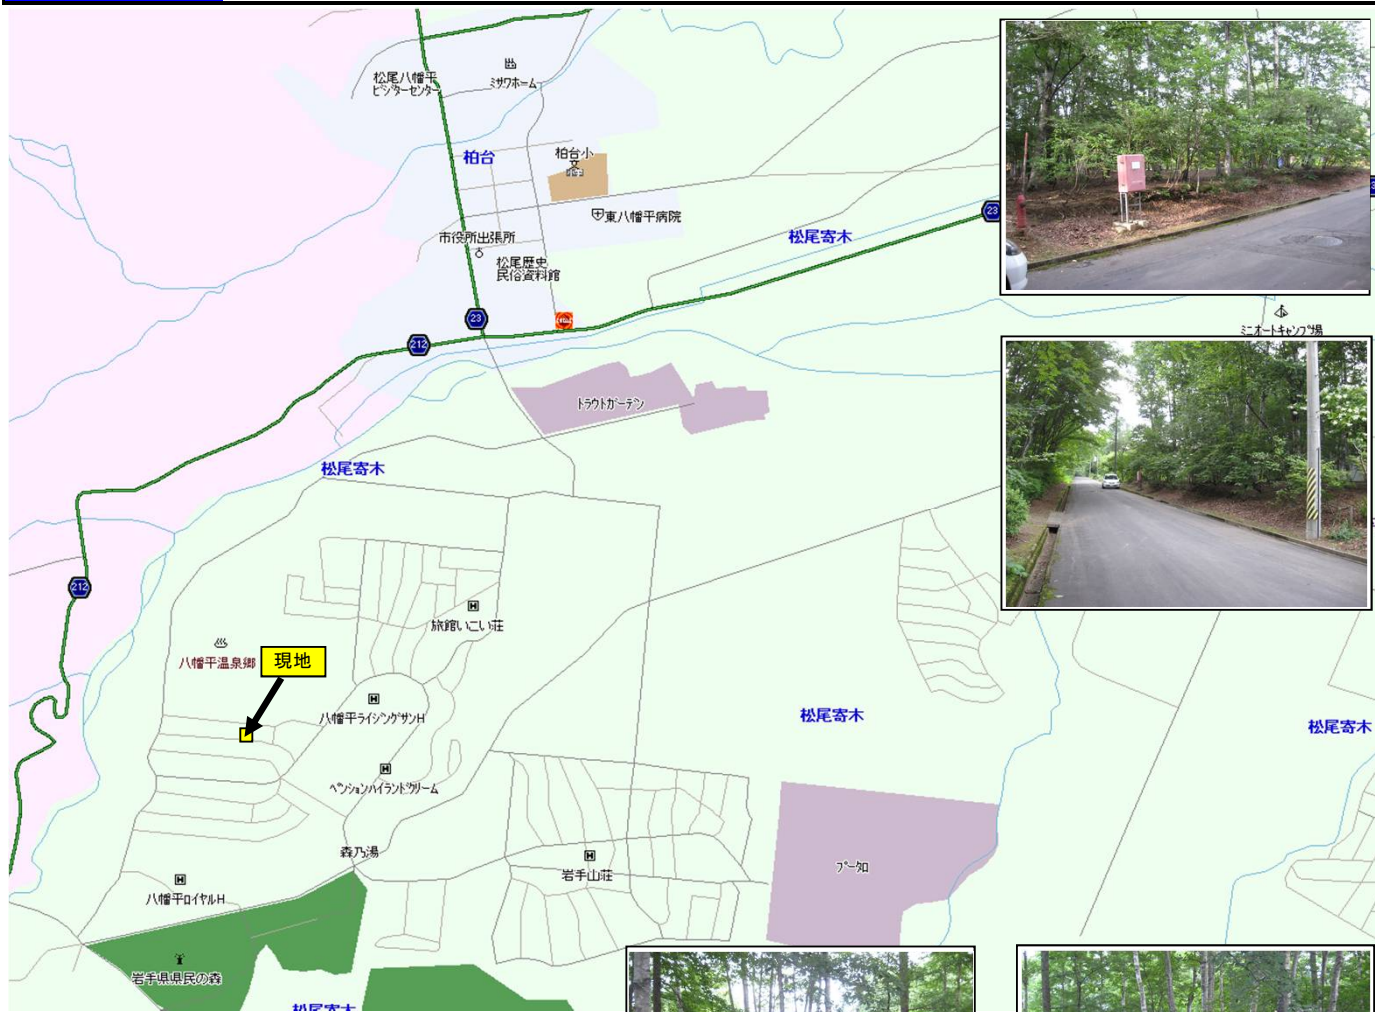 松尾八幡平
ビジターセンター
ミサワホーム
柏台
柏台小
文
東八幡平病院
市役所出張所
松尾歴史
民俗資料館
松尾寄木
23
23
212
ミニオートキャンプ場
トラウトガーデン
松尾寄木
212
H
旅館いこい荘
八幡平温泉郷
現地
H
八幡平ライジングサンH
松尾寄木
松尾寄木
H
ペンションハイランドクリーム
森乃湯
H
岩手山荘
H
八幡平ロイヤルH
岩手県県民の森
松尾寄木